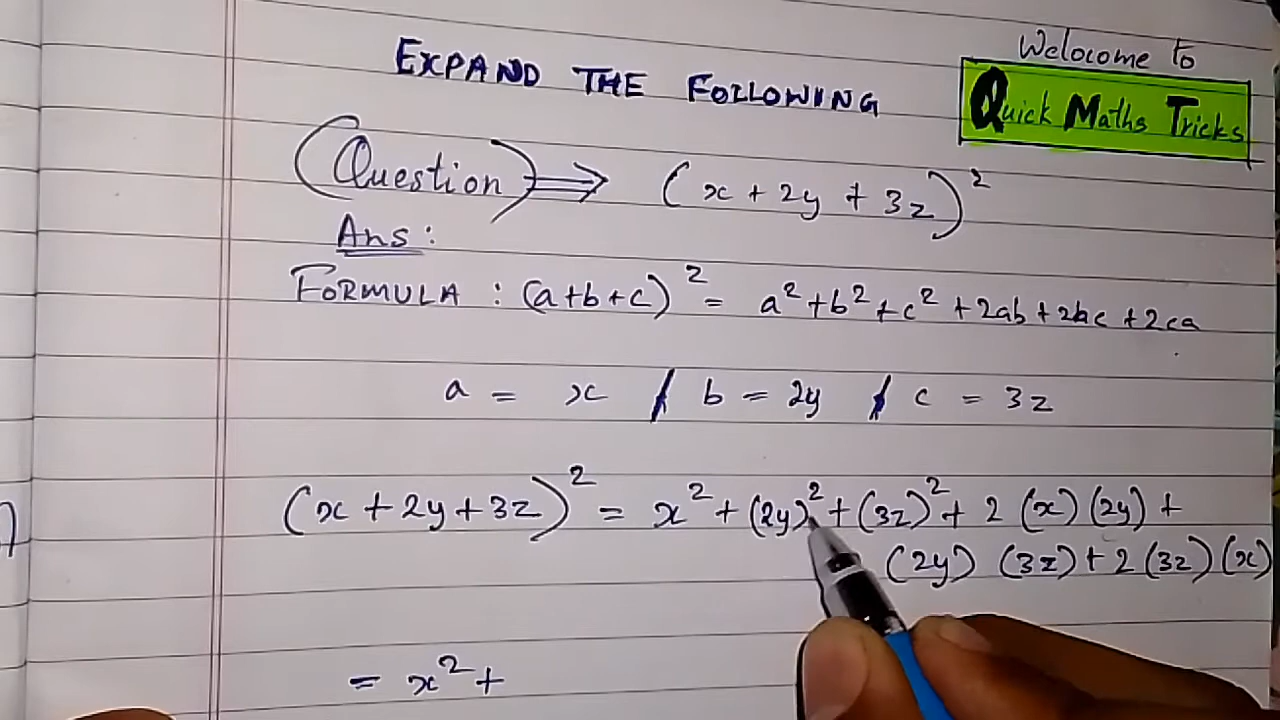 Welocome to
Quick Maths Tricks
EXPAND THE FOLLOWING
(Question) ⟹ (x + 2y + 3z)²
Ans :
FORMULA : (a+b+c)² = a² + b² + c² + 2ab + 2bc + 2ca
a = x / b = 2y / c = 3z
(x + 2y + 3z)² = x² + (2y)² + (3z)² + 2 (x) (2y) +
(2y) (3z) + 2 (3z) (x)
= x² +